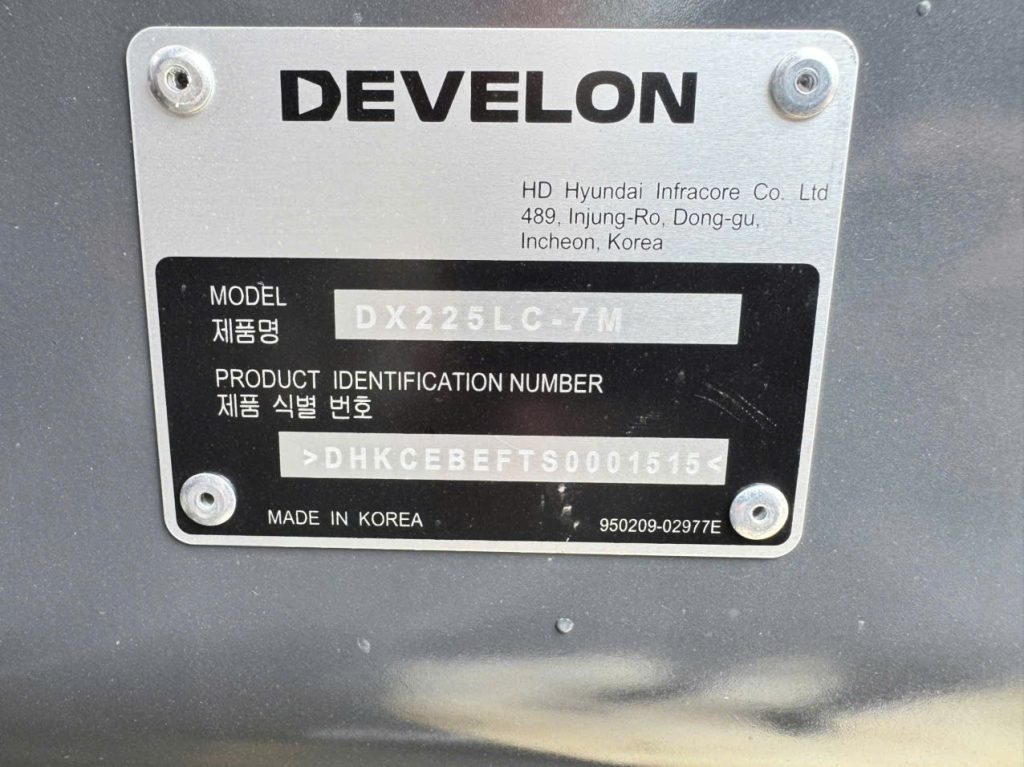 DEVELON
HD Hyundai Infracore Co. Ltd
489, Injung-Ro, Dong-gu,
Incheon, Korea
MODEL
제품명
DX225LC-7M
PRODUCT IDENTIFICATION NUMBER
제품 식별 번호
>DHKCEBEFTS0001515<
MADE IN KOREA
950209-02977E